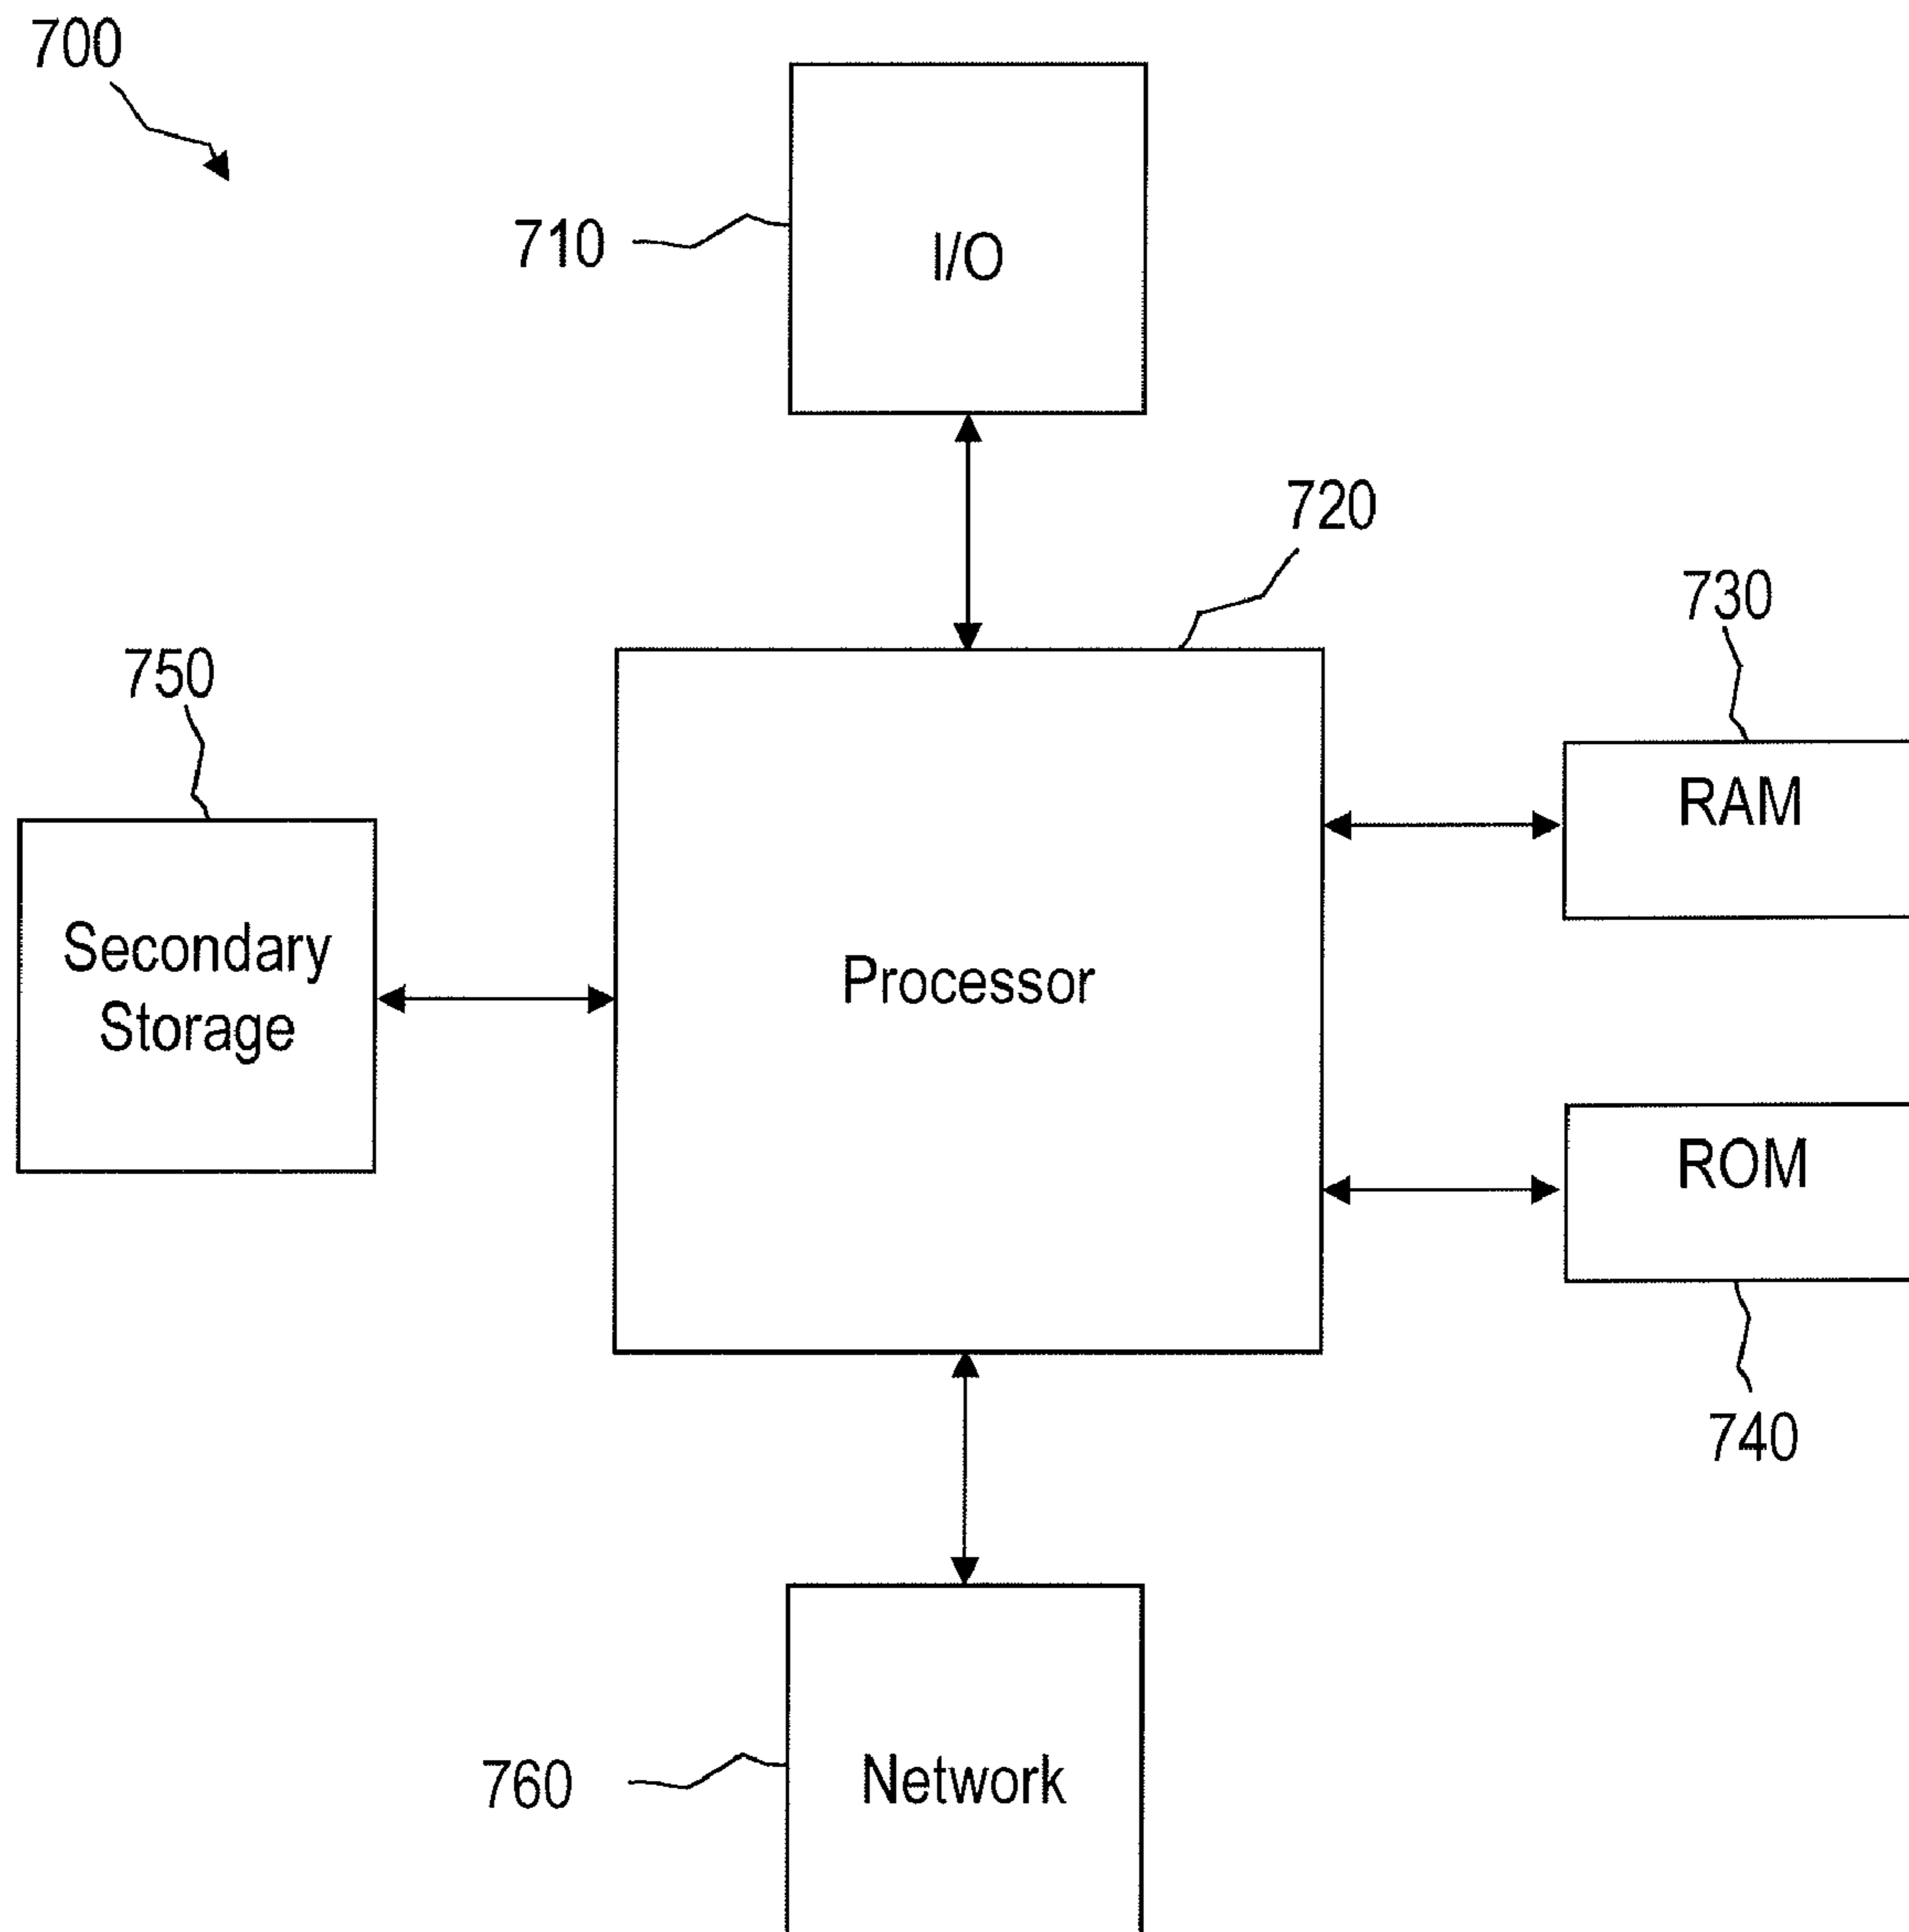 700
710
I/O
720
730
750
RAM
Secondary
Storage
Processor
ROM
740
760
Network